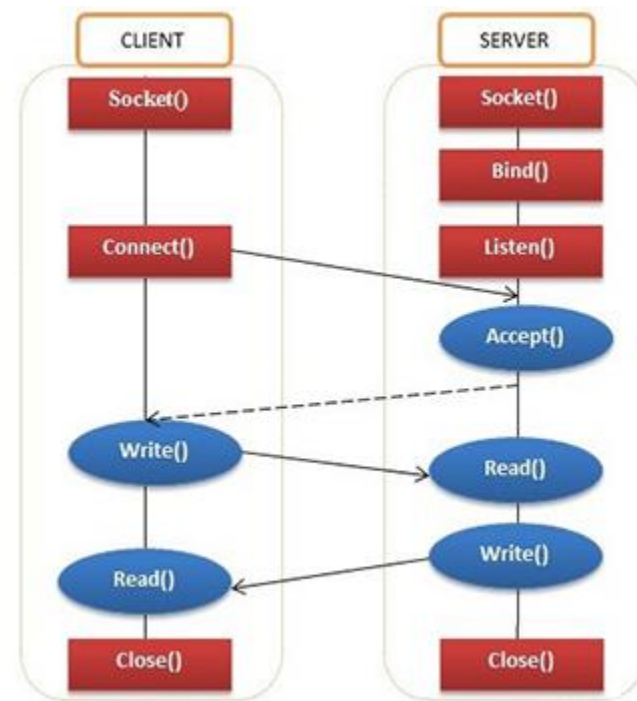 CLIENT
SERVER
Socket()
Socket()
Bind()
Connect()
Listen()
Accept()
Write()
Read()
Write()
Read()
Close()
Close()